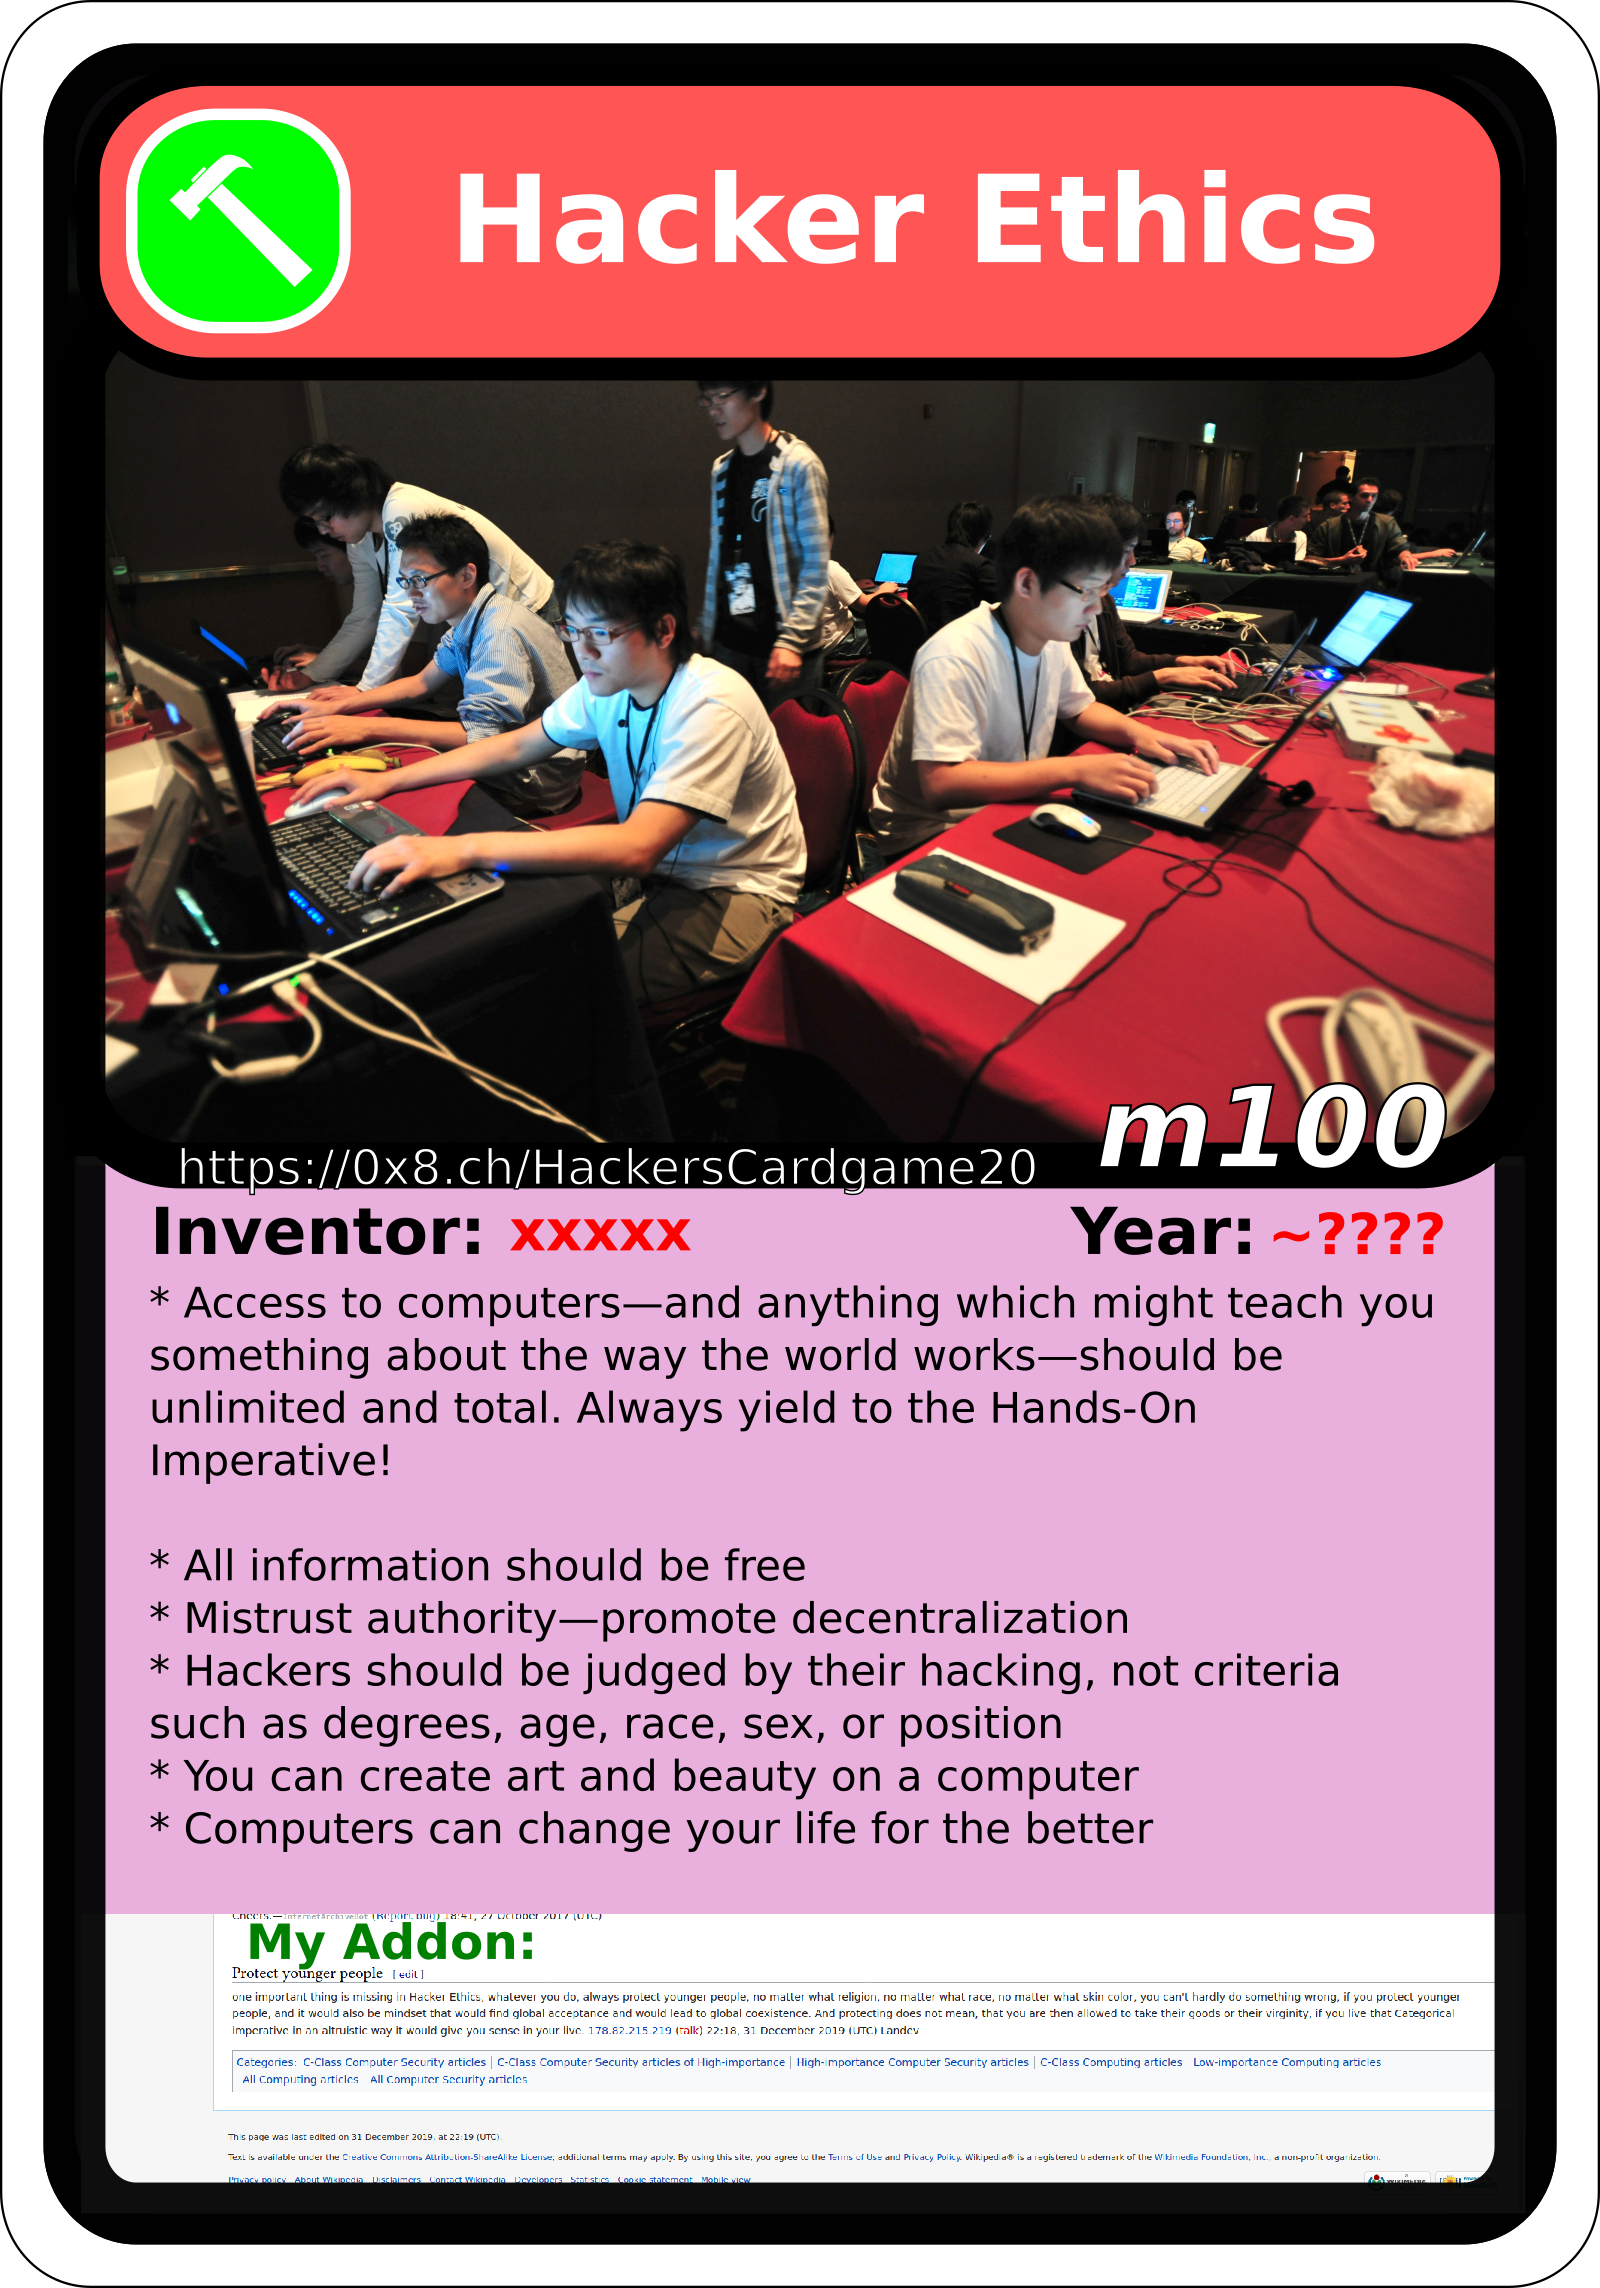 Hacker Ethics
m100
https://0x8.ch/HackersCardgame20
Inventor: xxxxx Year: ~????
* Access to computers—and anything which might teach you
something about the way the world works—should be
unlimited and total. Always yield to the Hands-On
Imperative!
* All information should be free
* Mistrust authority—promote decentralization
* Hackers should be judged by their hacking, not criteria
such as degrees, age, race, sex, or position
* You can create art and beauty on a computer
* Computers can change your life for the better
Cheers.—InternetArchiveBot (Report bug) 18:41, 27 October 2017 (UTC)
My Addon:
Protect younger people [ edit ]
one important thing is missing in Hacker Ethics, whatever you do, always protect younger people, no matter what religion, no matter what race, no matter what skin color, you can't hardly do something wrong, if you protect younger
people, and it would also be mindset that would find global acceptance and would lead to global coexistence. And protecting does not mean, that you are then allowed to take their goods or their virginity, if you live that Categorical
imperative in an altruistic way it would give you sense in your live. 178.82.215.219 (talk) 22:18, 31 December 2019 (UTC) Landev
Categories: C-Class Computer Security articles | C-Class Computer Security articles of High-importance | High-importance Computer Security articles | C-Class Computing articles Low-importance Computing articles
All Computing articles All Computer Security articles
This page was last edited on 31 December 2019, at 22:19 (UTC).
Text is available under the Creative Commons Attribution-ShareAlike License; additional terms may apply. By using this site, you agree to the Terms of Use and Privacy Policy. Wikipedia® is a registered trademark of the Wikimedia Foundation, Inc., a non-profit organization.
Privacy policy About Wikipedia Disclaimers Contact Wikipedia Developers Statistics Cookie statement Mobile view
WIKIMEDIA